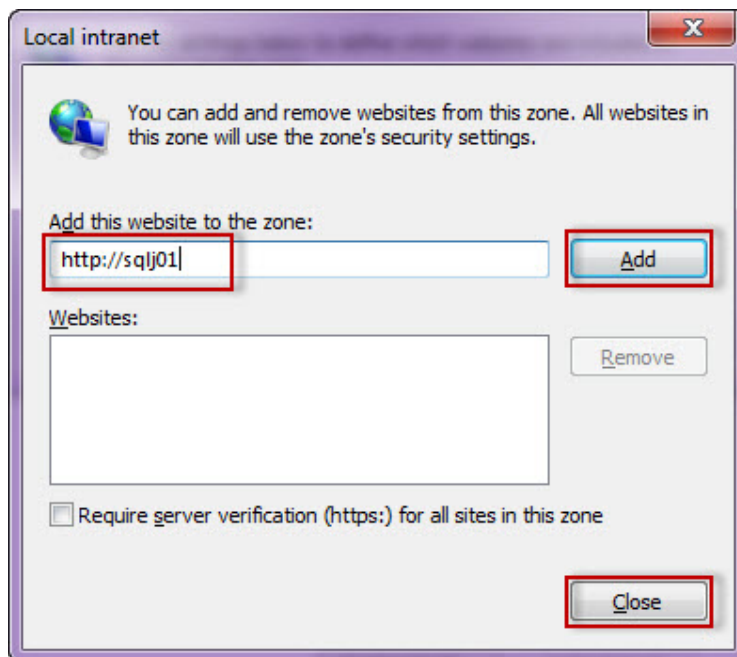 Local intranet
You can add and remove websites from this zone. All websites in
this zone will use the zone's security settings.
Add this website to the zone:
http://sqlj01
Add
Websites:
Remove
Require server verification (https:) for all sites in this zone
Close